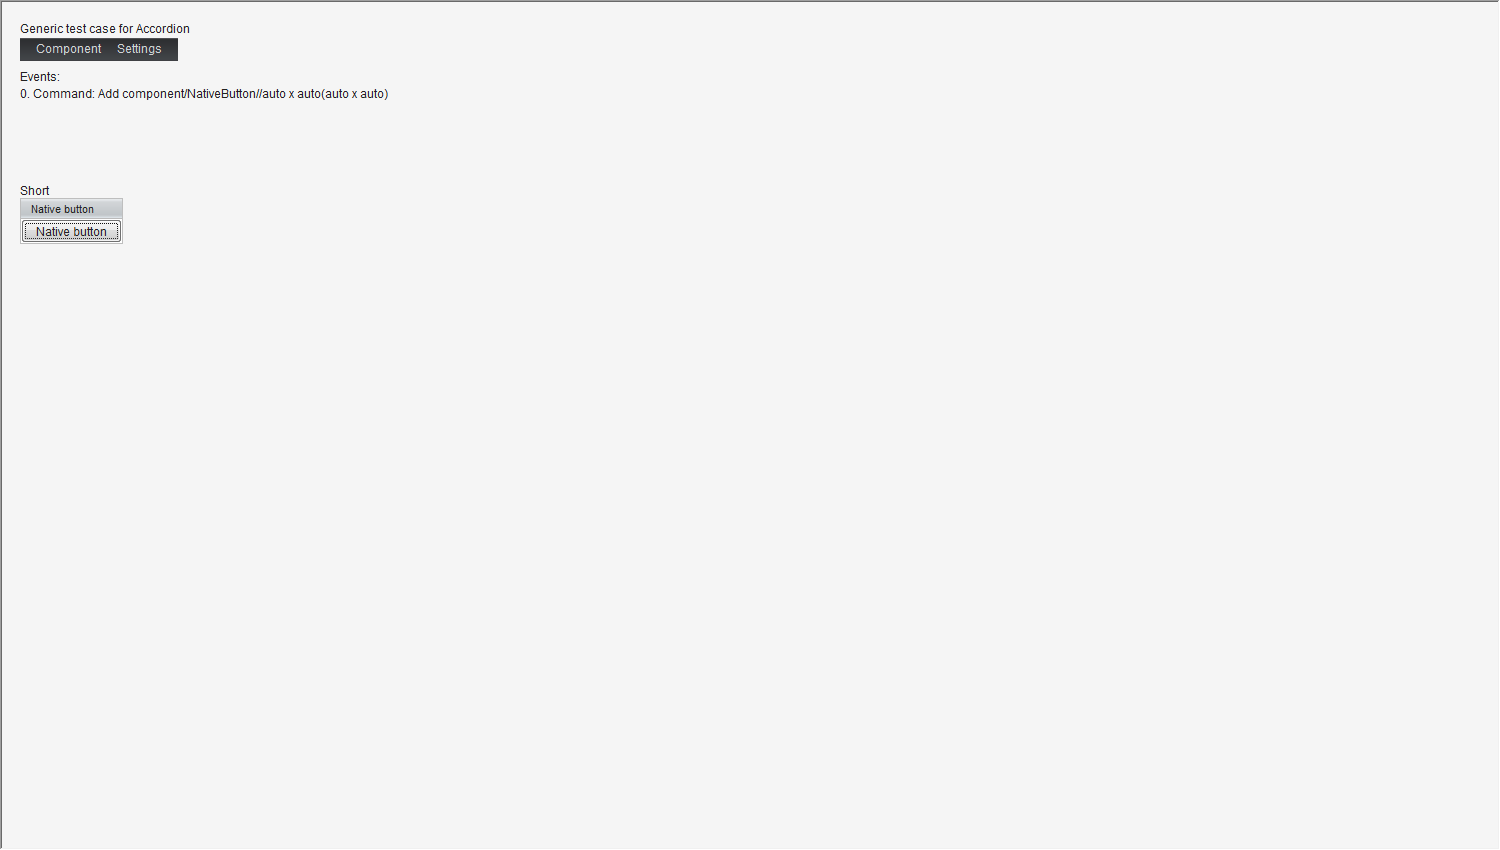 Generic test case for Accordion
Component Settings
Events:
0. Command: Add component/NativeButton//auto x auto(auto x auto)
Short
Native button
Native button